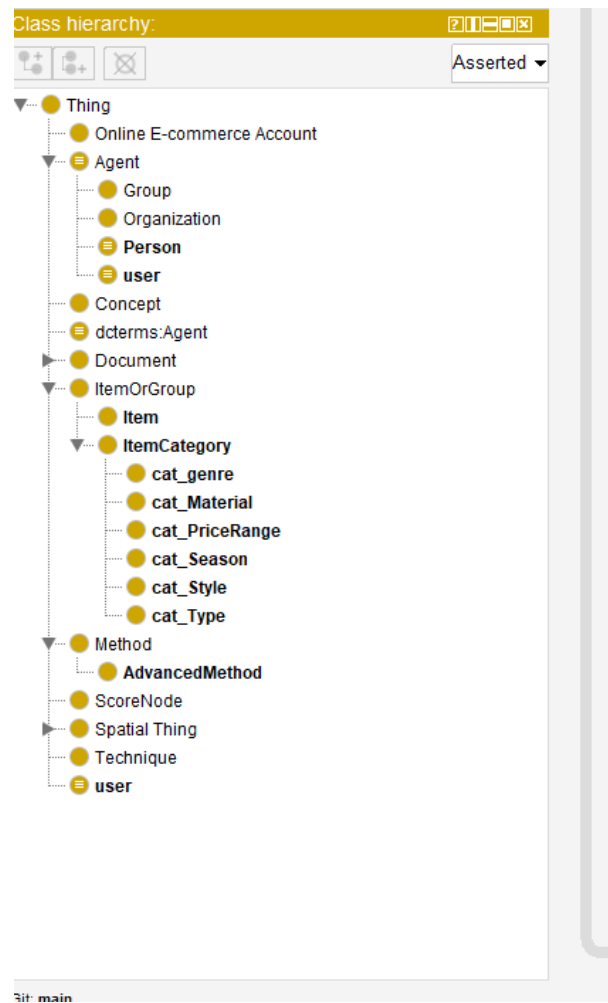 Class hierarchy:
Asserted
Thing
Online E-commerce Account
Agent
Group
Organization
Person
user
Concept
dcterms:Agent
Document
ItemOrGroup
Item
ItemCategory
cat_genre
cat_Material
cat_PriceRange
cat_Season
cat_Style
cat_Type
Method
AdvancedMethod
ScoreNode
Spatial Thing
Technique
user
Git: main